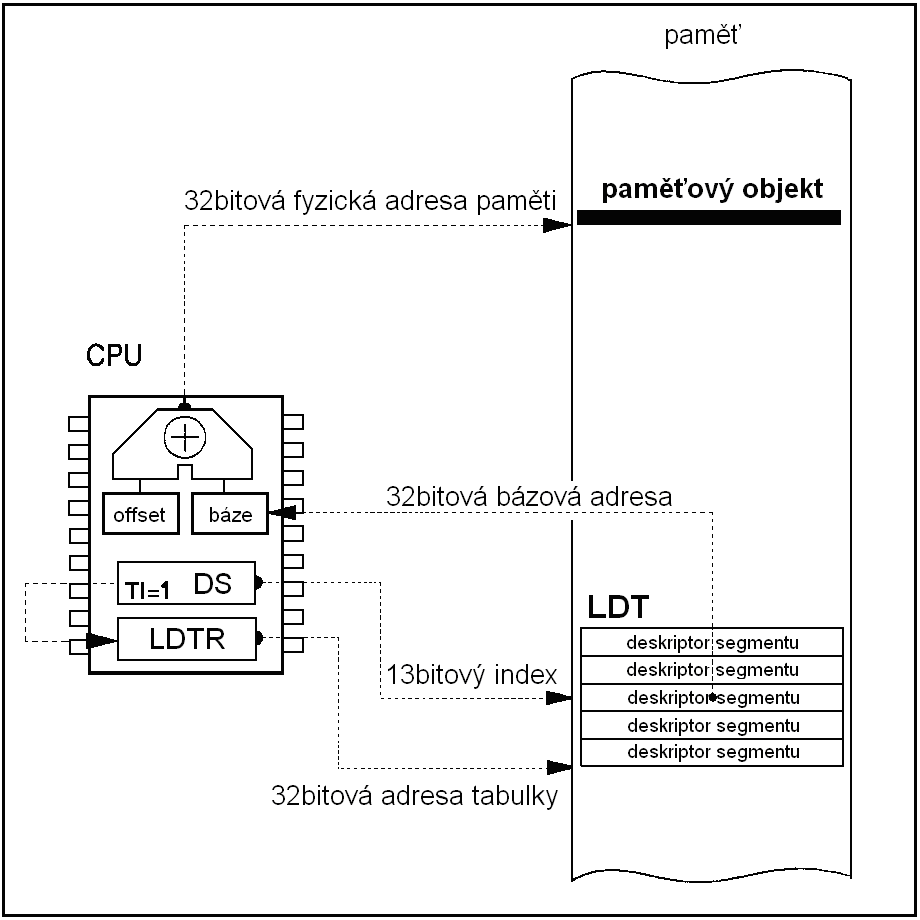 paměť
paměťový objekt
32bitová fyzická adresa paměti
CPU
32bitová bázová adresa
offset
báze
TI=1 DS
LDTR
LDT
deskriptor segmentu
deskriptor segmentu
deskriptor segmentu
deskriptor segmentu
deskriptor segmentu
13bitový index
32bitová adresa tabulky